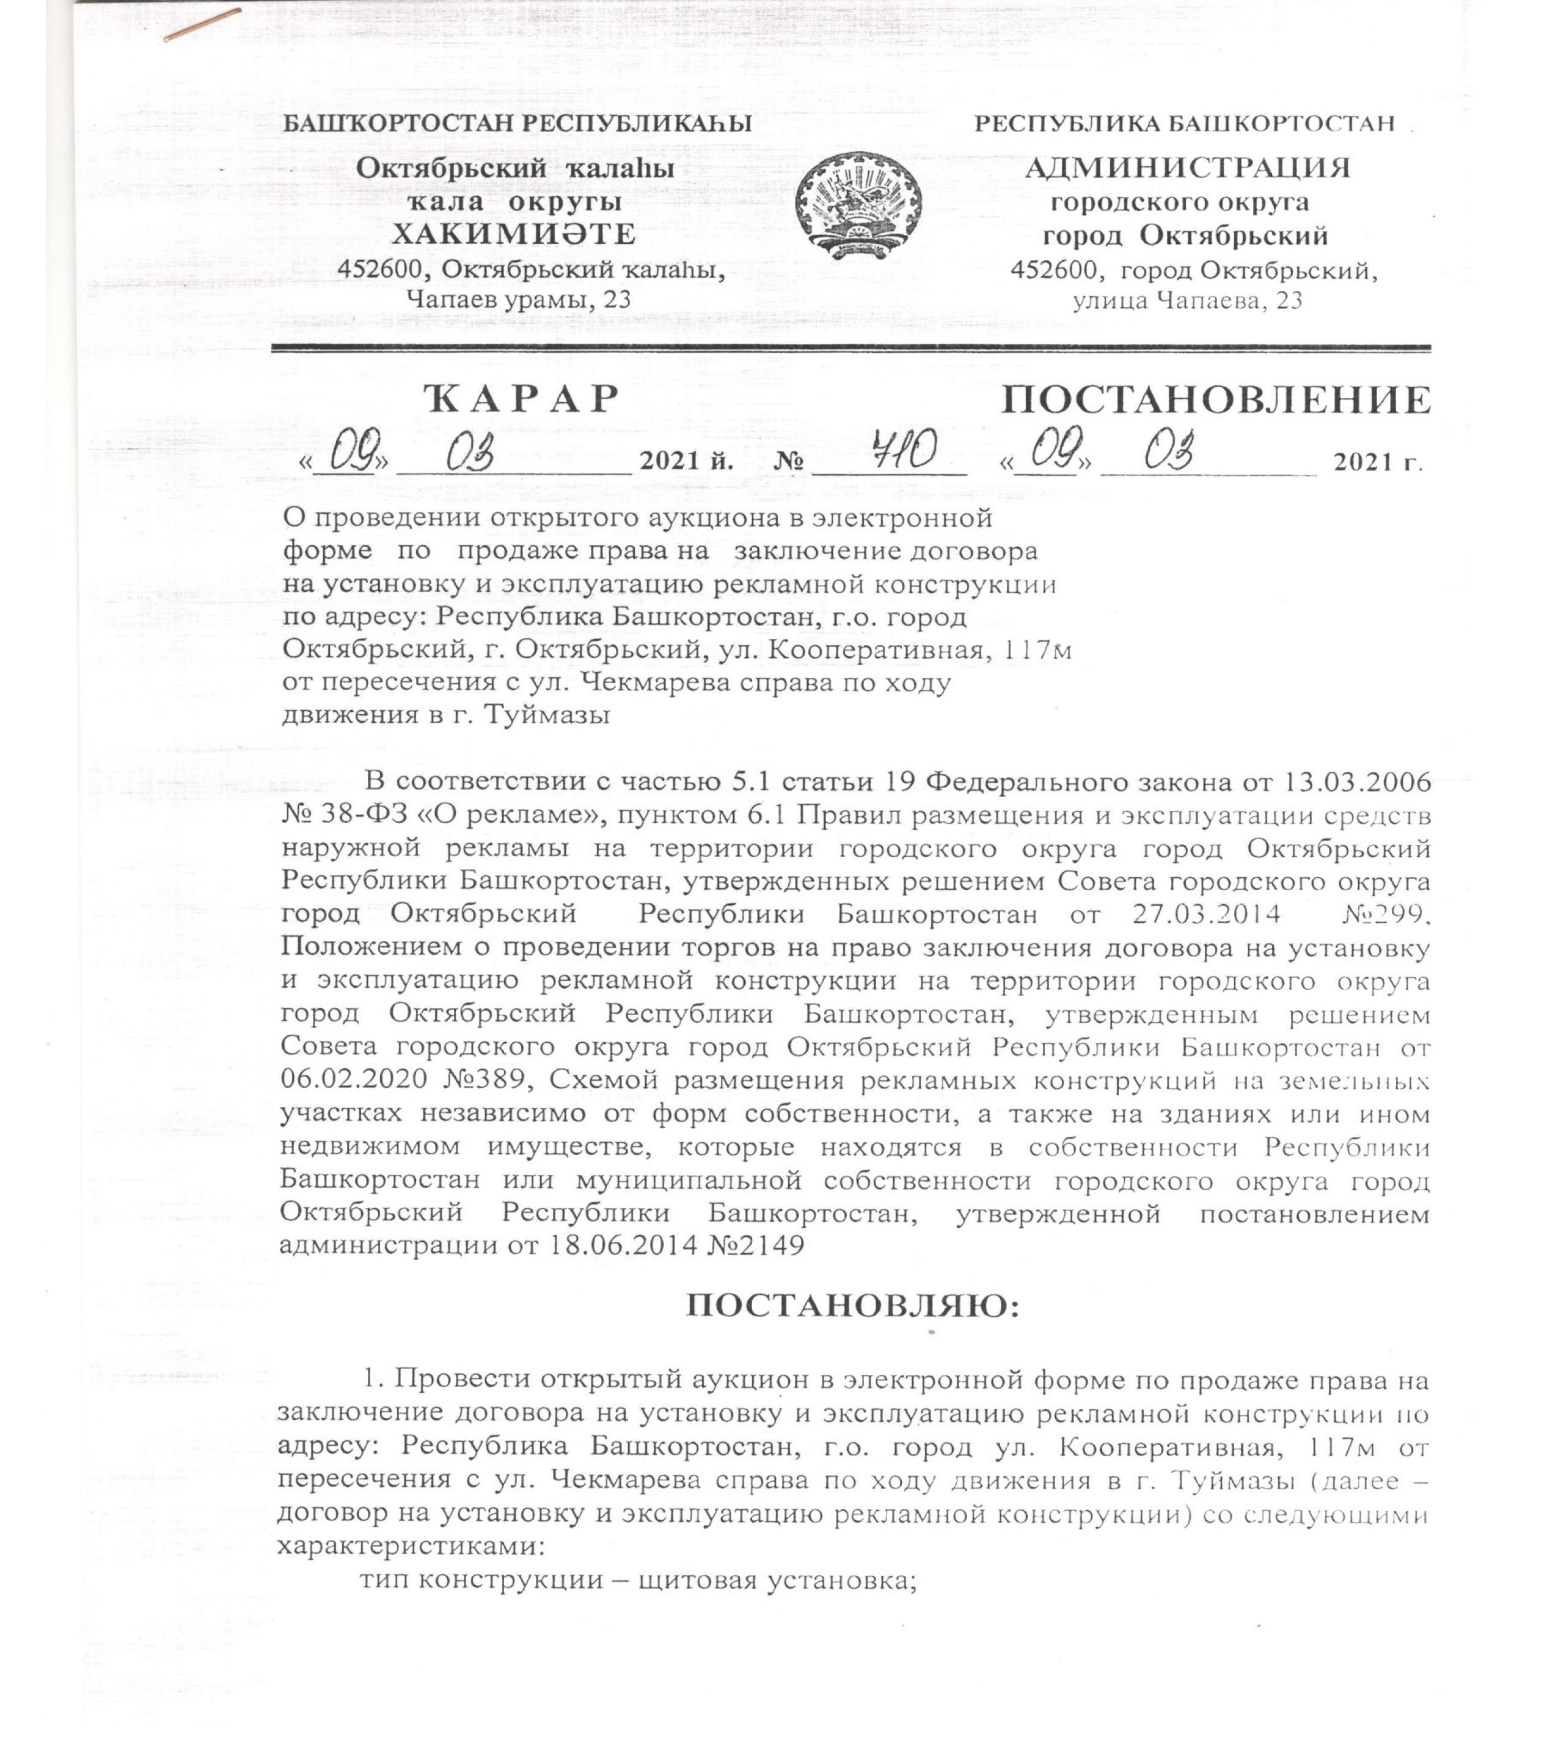 БАШҠОРТОСТАН РЕСПУБЛИКАҺЫ
Октябрьский ҡалаһы
ҡала округы
ХАКИМИӘТЕ
452600, Октябрьский ҡалаһы,
Чапаев урамы, 23
РЕСПУБЛИКА БАШКОРТОСТАН
АДМИНИСТРАЦИЯ
городского округа
город Октябрьский
452600, город Октябрьский,
улица Чапаева, 23
ҠАРАР
ПОСТАНОВЛЕНИЕ
«09» 03 2021 й. № 710 «09» 03 2021 г.
О проведении открытого аукциона в электронной
форме по продаже права на заключение договора
на установку и эксплуатацию рекламной конструкции
по адресу: Республика Башкортостан, г.о. город
Октябрьский, г. Октябрьский, ул. Кооперативная, 117м
от пересечения с ул. Чекмарева справа по ходу
движения в г. Туймазы
В соответствии с частью 5.1 статьи 19 Федерального закона от 13.03.2006
№ 38-ФЗ «О рекламе», пунктом 6.1 Правил размещения и эксплуатации средств
наружной рекламы на территории городского округа город Октябрьский
Республики Башкортостан, утвержденных решением Совета городского округа
город Октябрьский Республики Башкортостан от 27.03.2014 №299,
Положением о проведении торгов на право заключения договора на установку
и эксплуатацию рекламной конструкции на территории городского округа
город Октябрьский Республики Башкортостан, утвержденным решением
Совета городского округа город Октябрьский Республики Башкортостан от
06.02.2020 №389, Схемой размещения рекламных конструкций на земельных
участках независимо от форм собственности, а также на зданиях или ином
недвижимом имуществе, которые находятся в собственности Республики
Башкортостан или муниципальной собственности городского округа город
Октябрьский Республики Башкортостан, утвержденной постановлением
администрации от 18.06.2014 №2149
ПОСТАНОВЛЯЮ:
1. Провести открытый аукцион в электронной форме по продаже права на
заключение договора на установку и эксплуатацию рекламной конструкции по
адресу: Республика Башкортостан, г.о. город ул. Кооперативная, 117м от
пересечения с ул. Чекмарева справа по ходу движения в г. Туймазы (далее –
договор на установку и эксплуатацию рекламной конструкции) со следующими
характеристиками:
тип конструкции – щитовая установка;